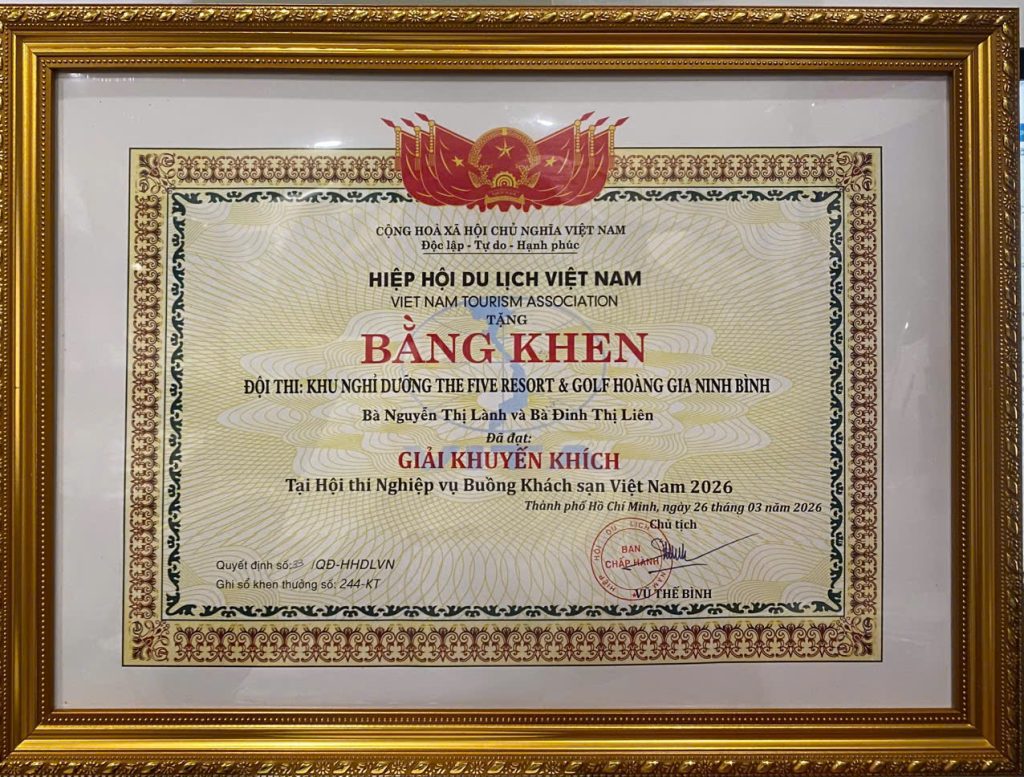 CỘNG HOÀ XÃ HỘI CHỦ NGHĨA VIỆT NAM
Độc lập - Tự do - Hạnh phúc
HIỆP HỘI DU LỊCH VIỆT NAM
VIET NAM TOURISM ASSOCIATION
TẶNG
BẰNG KHEN
ĐỘI THI: KHU NGHỈ DƯỠNG THE FIVE RESORT & GOLF HOÀNG GIA NINH BÌNH
Bà Nguyễn Thị Lành và Bà Đinh Thị Liên
Đã đạt:
GIẢI KHUYẾN KHÍCH
Tại Hội thi Nghiệp vụ Buồng Khách sạn Việt Nam 2026
Thành phố Hồ Chí Minh, ngày 26 tháng 03 năm 2026
Chủ tịch
BAN
CHẤP HÀNH
VŨ THẾ BÌNH
Quyết định số: 33 /QĐ-HHDLVN
Ghi sổ khen thưởng số: 244-KT